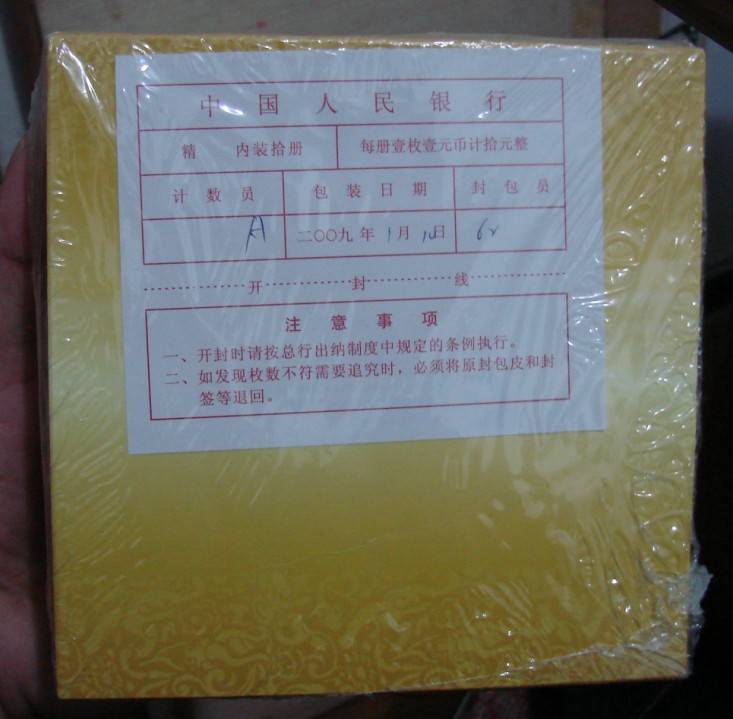 中国人民银行
精 内装拾册 每册壹枚壹元币计拾元整
计数员 包装日期 封包员
二〇〇九年1月10日
开封线
注意事项
一、开封时请按总行出纳制度中规定的条例执行。
二、如发现枚数不符需要追究时，必须将原封包皮和封
签等退回。